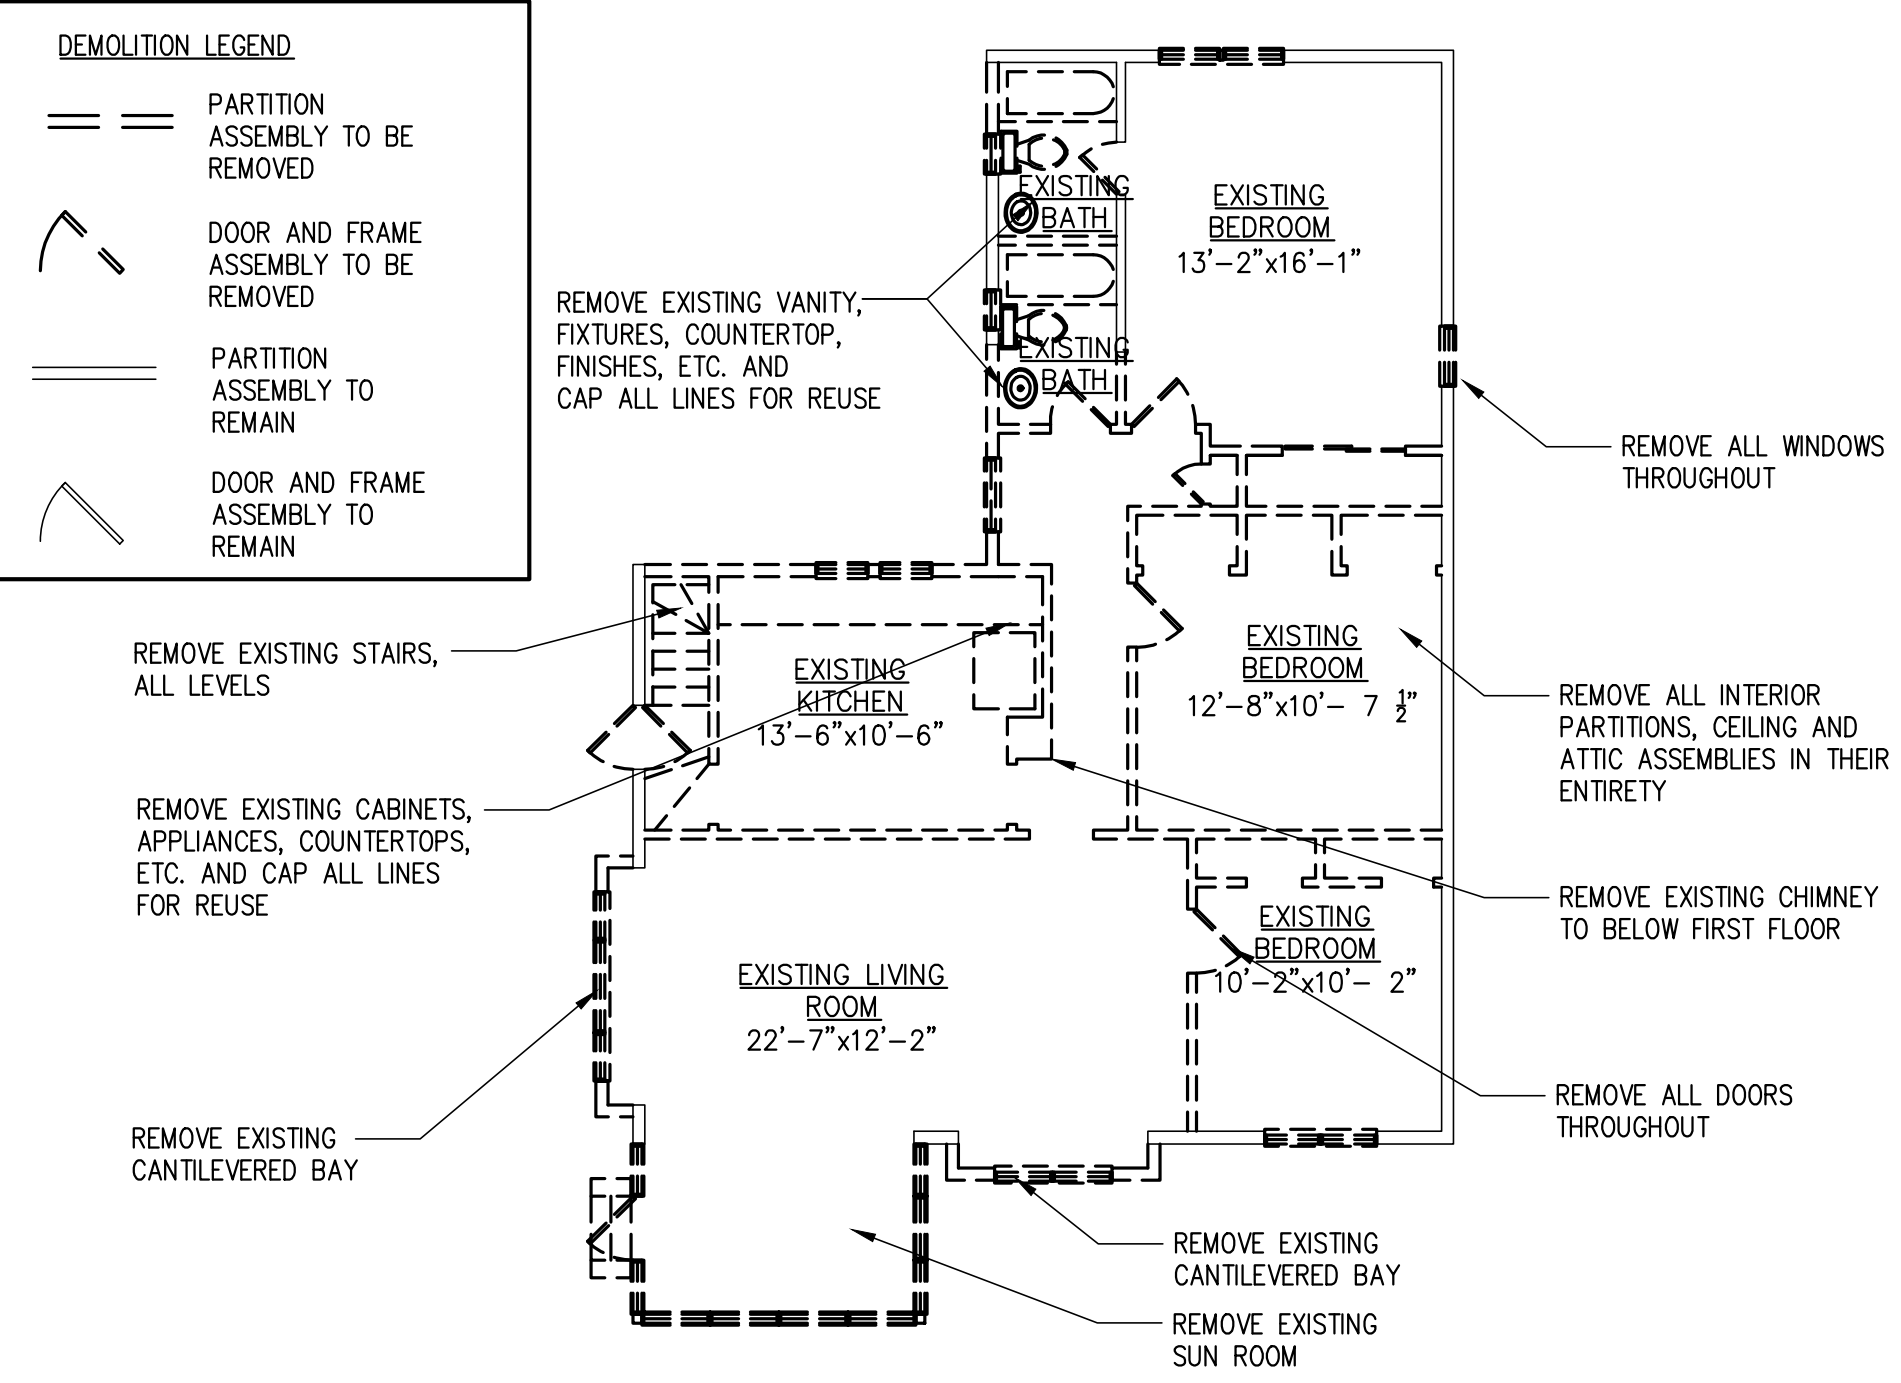 DEMOLITION LEGEND
PARTITION
ASSEMBLY TO BE
REMOVED
DOOR AND FRAME
ASSEMBLY TO BE
REMOVED
PARTITION
ASSEMBLY TO
REMAIN
DOOR AND FRAME
ASSEMBLY TO
REMAIN
EXISTING
BATH
EXISTING
BEDROOM
13'-2"x16'-1"
REMOVE EXISTING VANITY,
FIXTURES, COUNTERTOP,
FINISHES, ETC. AND
CAP ALL LINES FOR REUSE
EXISTING
BATH
REMOVE ALL WINDOWS
THROUGHOUT
REMOVE EXISTING STAIRS,
ALL LEVELS
EXISTING
KITCHEN
13'-6"x10'-6"
EXISTING
BEDROOM
12'-8"x10'- 7 ½"
REMOVE ALL INTERIOR
PARTITIONS, CEILING AND
ATTIC ASSEMBLIES IN THEIR
ENTIRETY
REMOVE EXISTING CABINETS,
APPLIANCES, COUNTERTOPS,
ETC. AND CAP ALL LINES
FOR REUSE
REMOVE EXISTING CHIMNEY
TO BELOW FIRST FLOOR
EXISTING
BEDROOM
10'-2"x10'- 2"
EXISTING LIVING
ROOM
22'-7"x12'-2"
REMOVE ALL DOORS
THROUGHOUT
REMOVE EXISTING
CANTILEVERED BAY
REMOVE EXISTING
CANTILEVERED BAY
REMOVE EXISTING
SUN ROOM